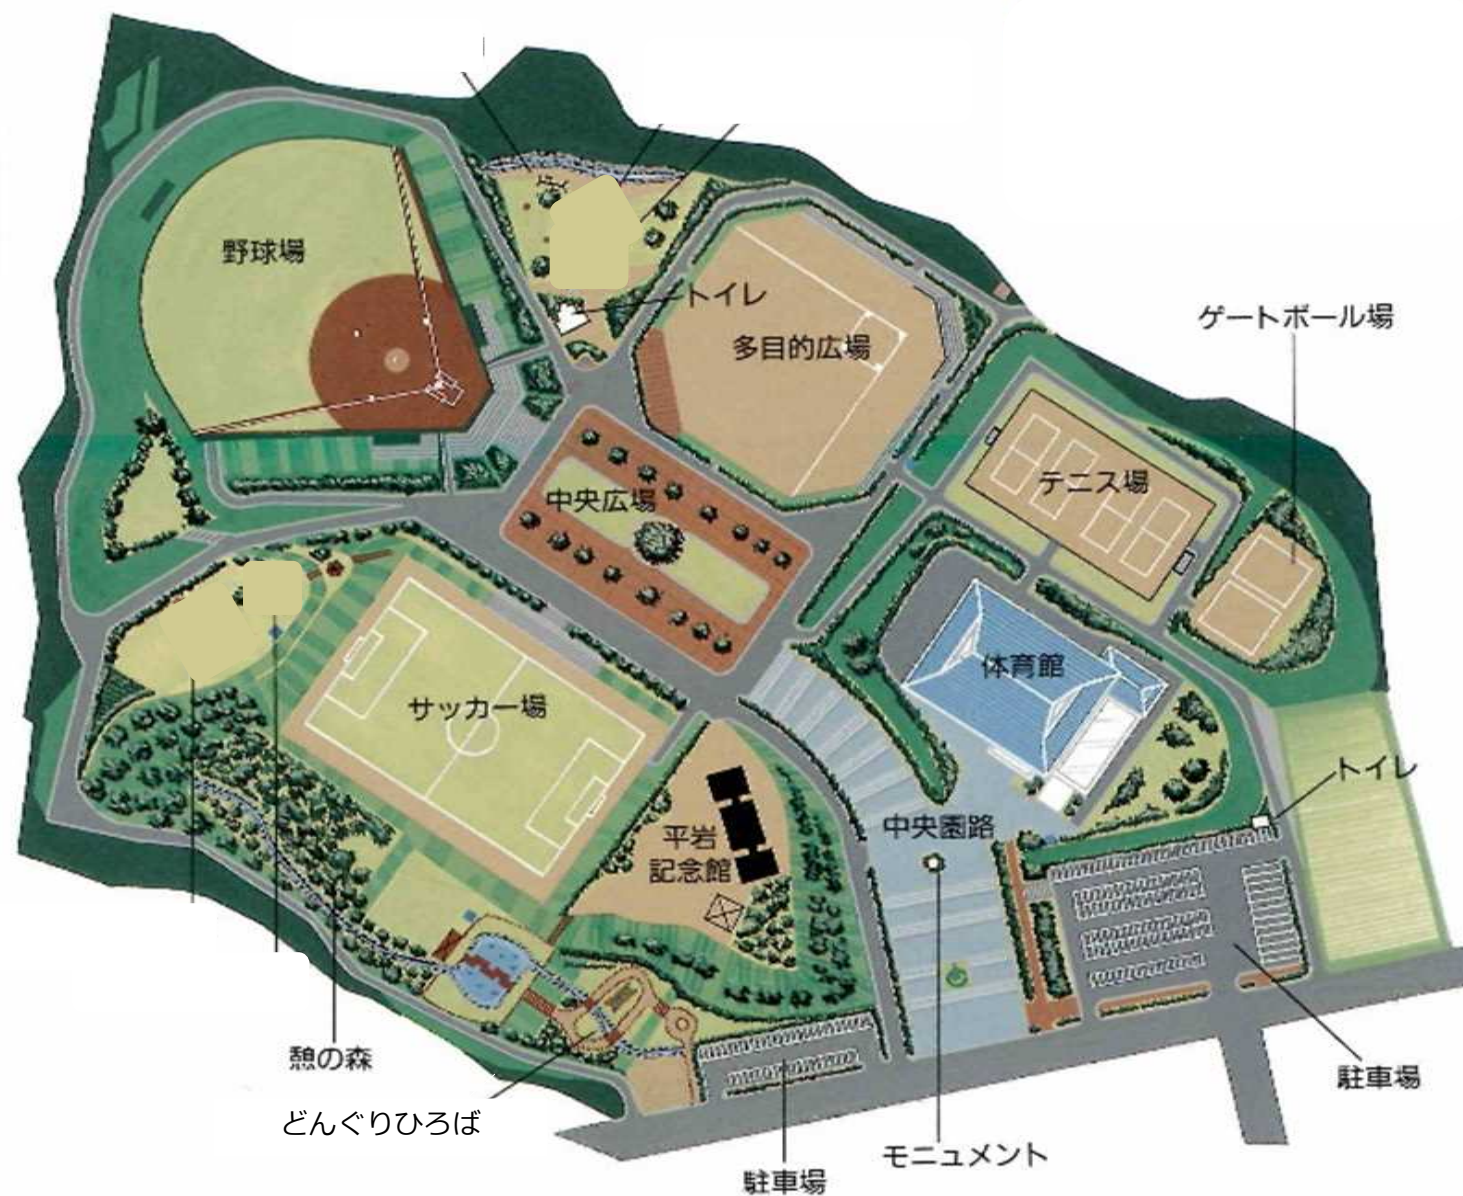 野球場
トイレ
多目的広場
ゲートボール場
テニス場
中央広場
体育館
サッカー場
トイレ
中央園路
平岩
記念館
憩の森
どんぐりひろば
駐車場
モニュメント
駐車場